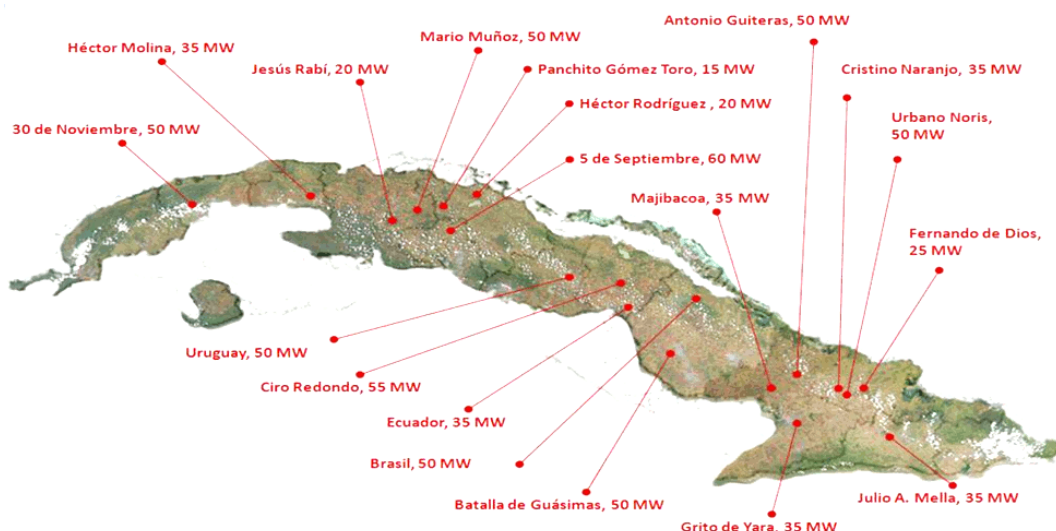 Antonio Guiteras, 50 MW
Mario Muñoz, 50 MW
Héctor Molina, 35 MW
Jesús Rabí, 20 MW
Panchito Gómez Toro, 15 MW
Cristino Naranjo, 35 MW
Héctor Rodríguez , 20 MW
Urbano Noris,
50 MW
30 de Noviembre, 50 MW
5 de Septiembre, 60 MW
Majibacoa, 35 MW
Fernando de Dios,
25 MW
Uruguay, 50 MW
Ciro Redondo, 55 MW
Ecuador, 35 MW
Brasil, 50 MW
Batalla de Guásimas, 50 MW
Julio A. Mella, 35 MW
Grito de Yara, 35 MW